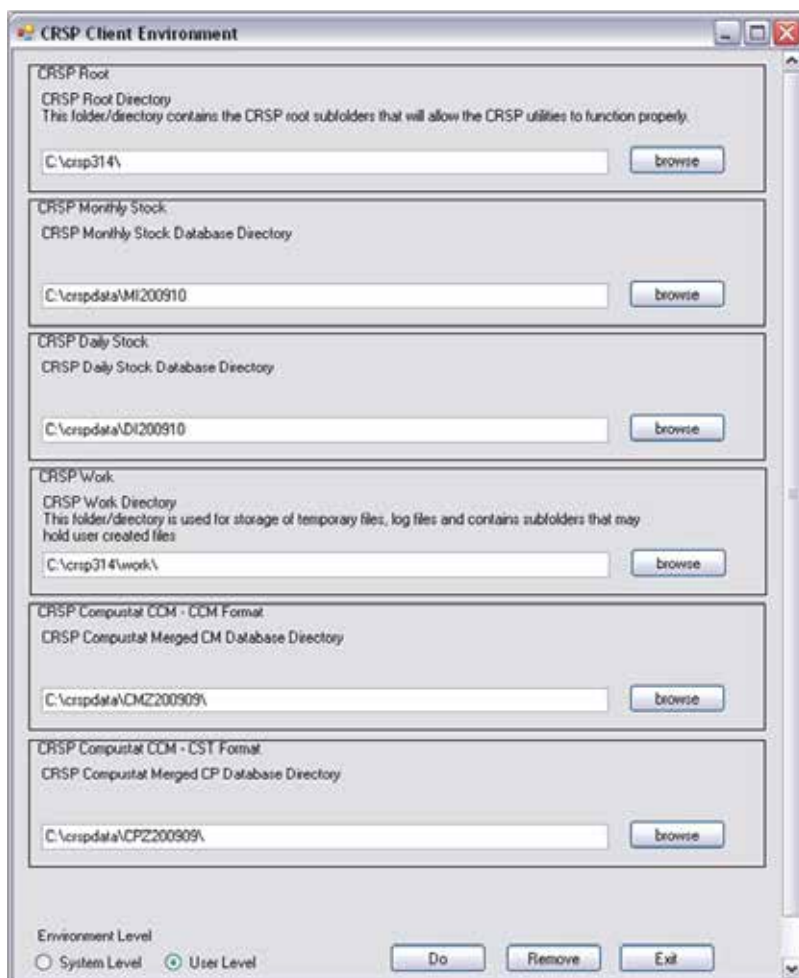 CRSP Client Environment
CRSP Root
CRSP Root Directory
This folder/directory contains the CRSP root subfolders that will allow the CRSP utilities to function properly.
C:\crsp314\
browse
CRSP Monthly Stock
CRSP Monthly Stock Database Directory
C:\crspdata\MI200910
browse
CRSP Daily Stock
CRSP Daily Stock Database Directory
C:\crspdata\DI200910
browse
CRSP Work
CRSP Work Directory
This folder/directory is used for storage of temporary files, log files and contains subfolders that may
hold user created files
C:\crsp314\work\
browse
CRSP Compustat CCM - CCM Format
CRSP Compustat Merged CM Database Directory
C:\crspdata\CMZ200909\
browse
CRSP Compustat CCM - CST Format
CRSP Compustat Merged CP Database Directory
C:\crspdata\CPZ200909\
browse
Environment Level
System Level
User Level
Do
Remove
Exit